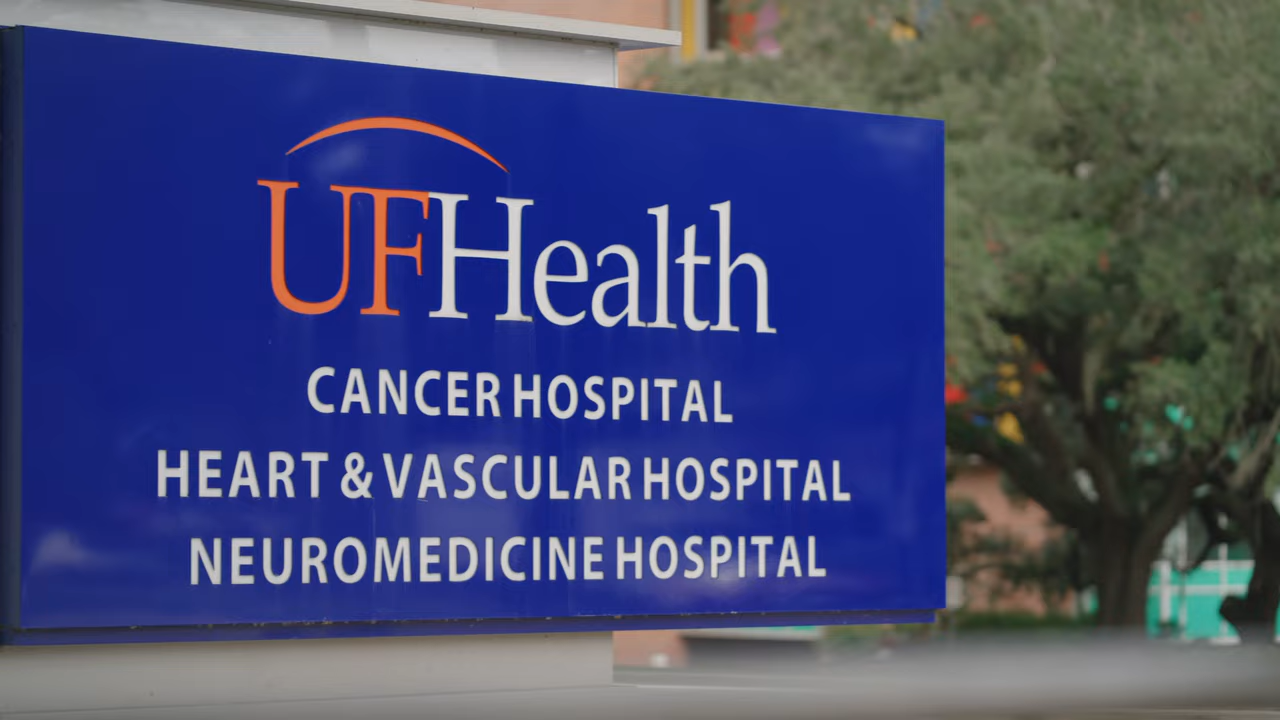 UFHealth
CANCER HOSPITAL
HEART & VASCULAR HOSPITAL
NEUROMEDICINE HOSPITAL